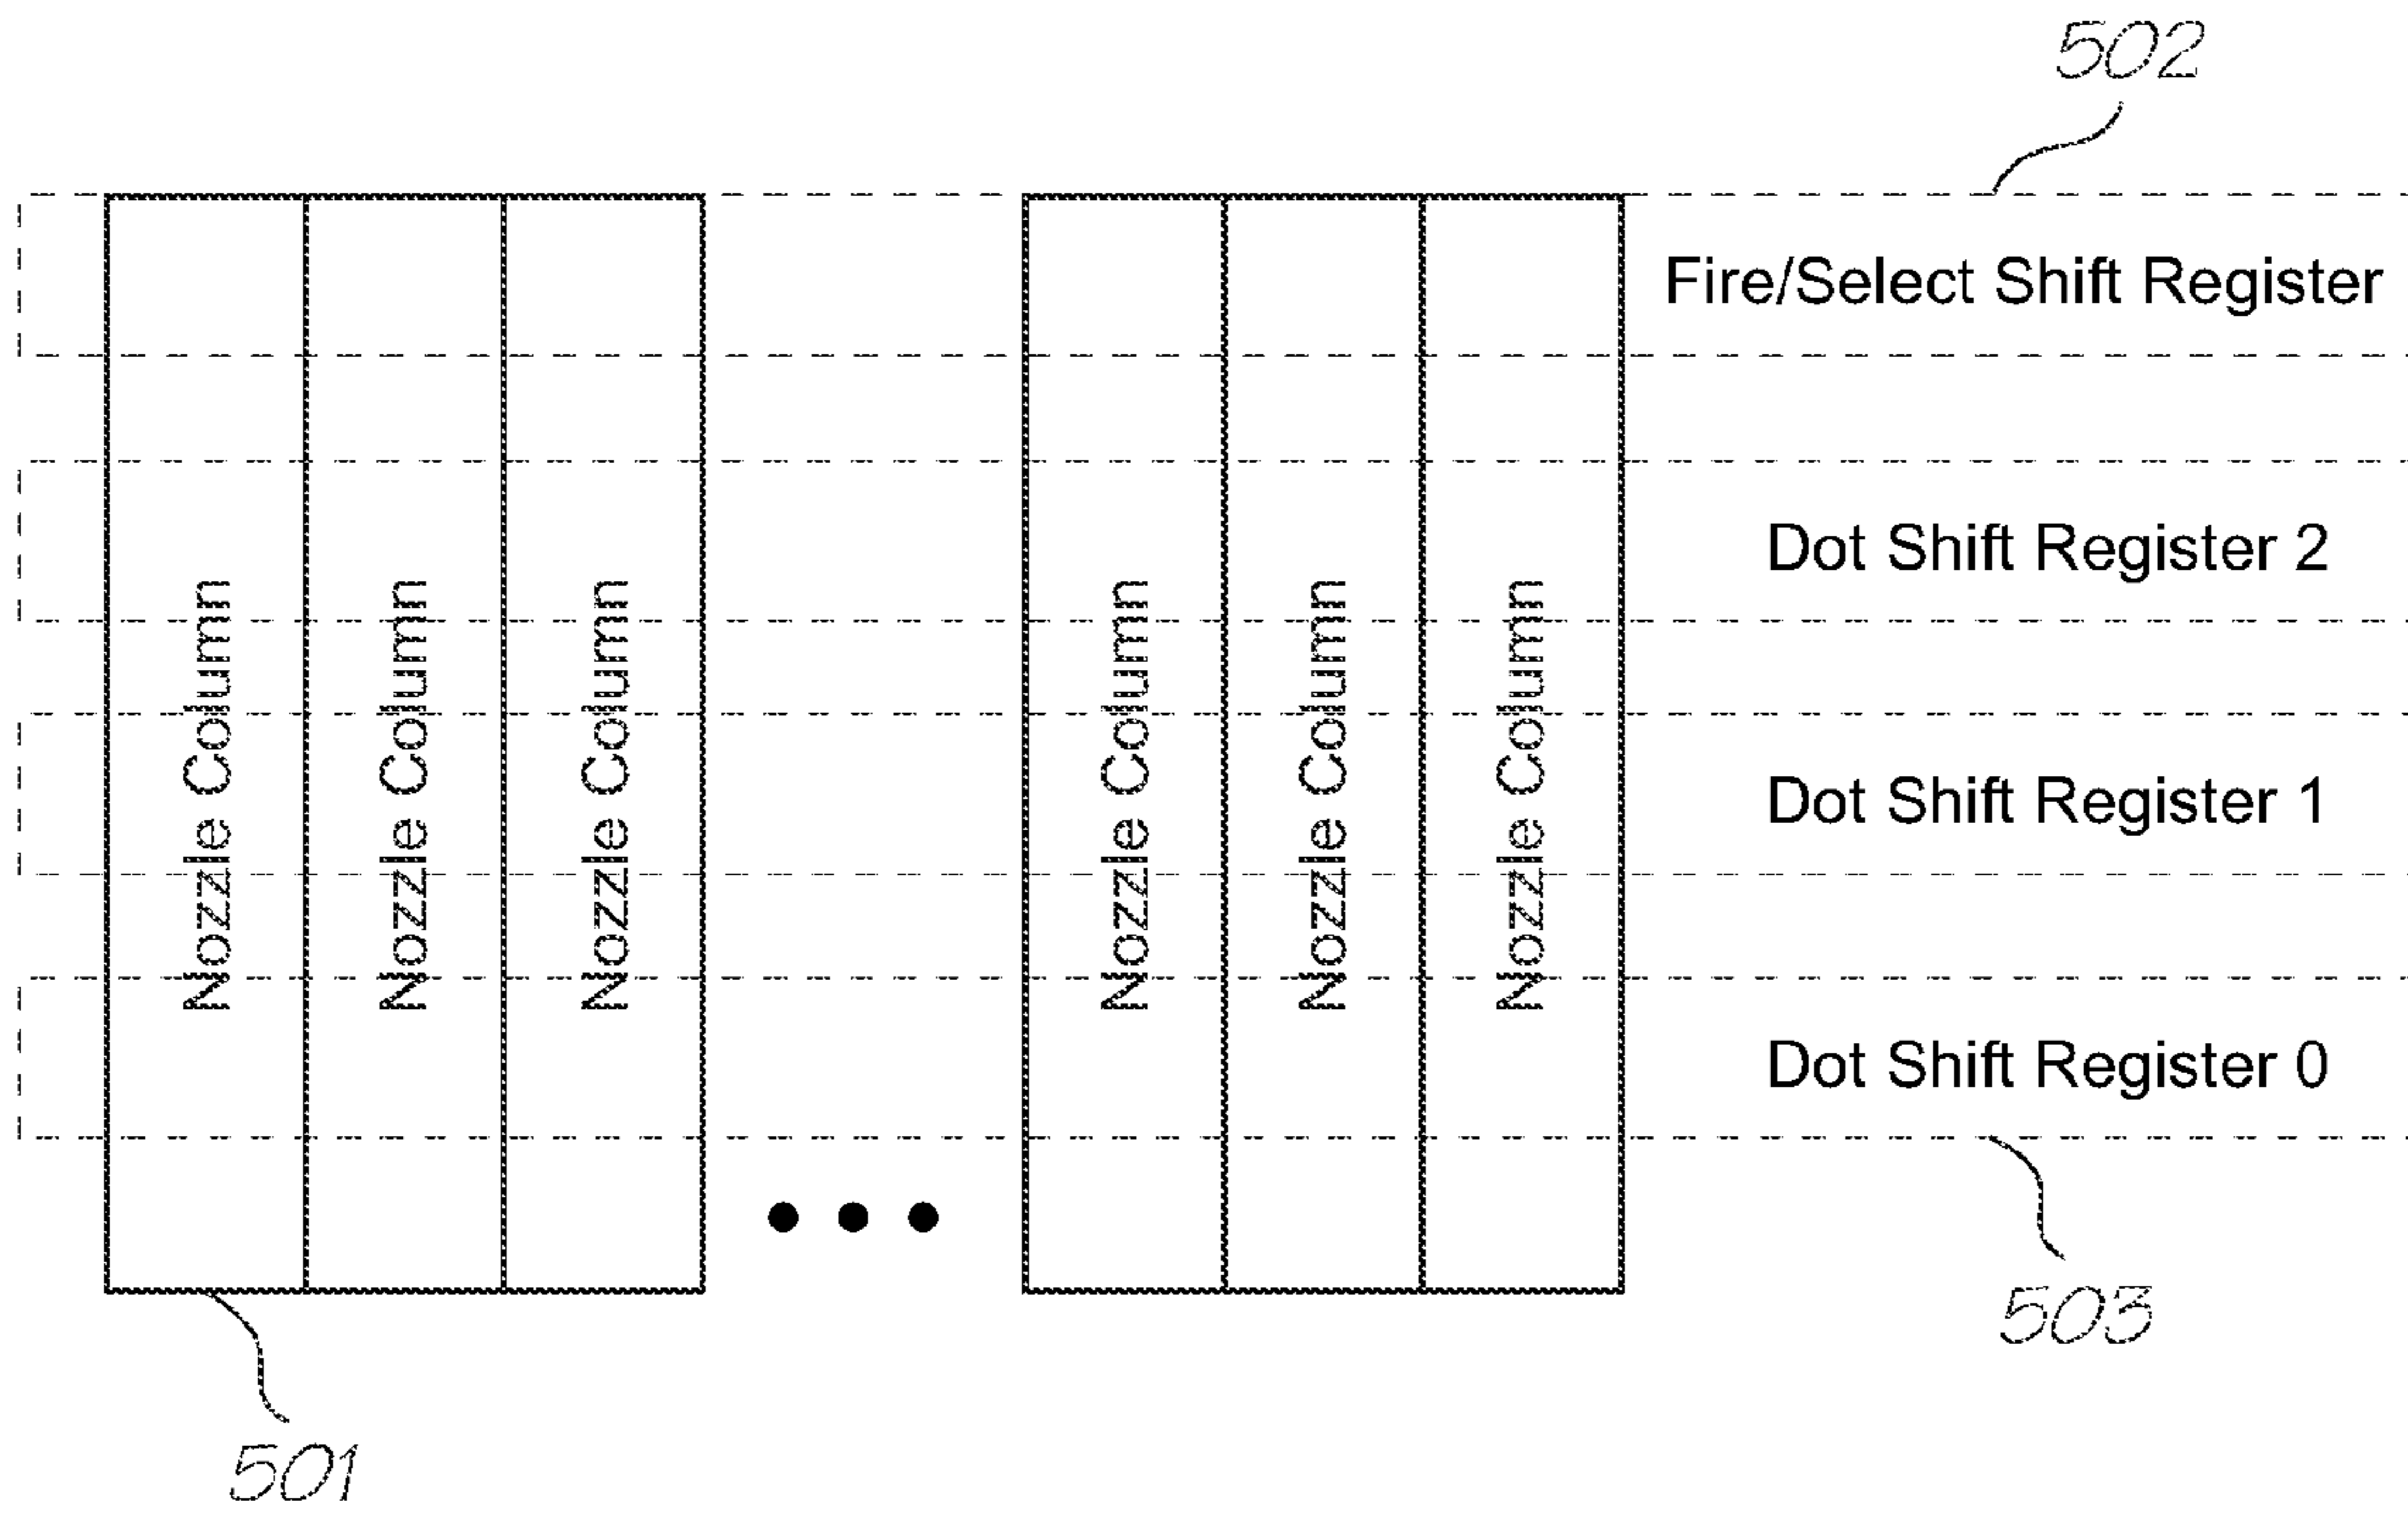 502
Fire/Select Shift Register
Dot Shift Register 2
Nozzle Column
Nozzle Column
Nozzle Column
Nozzle Column
Nozzle Column
Nozzle Column
Dot Shift Register 1
Dot Shift Register 0
503
501